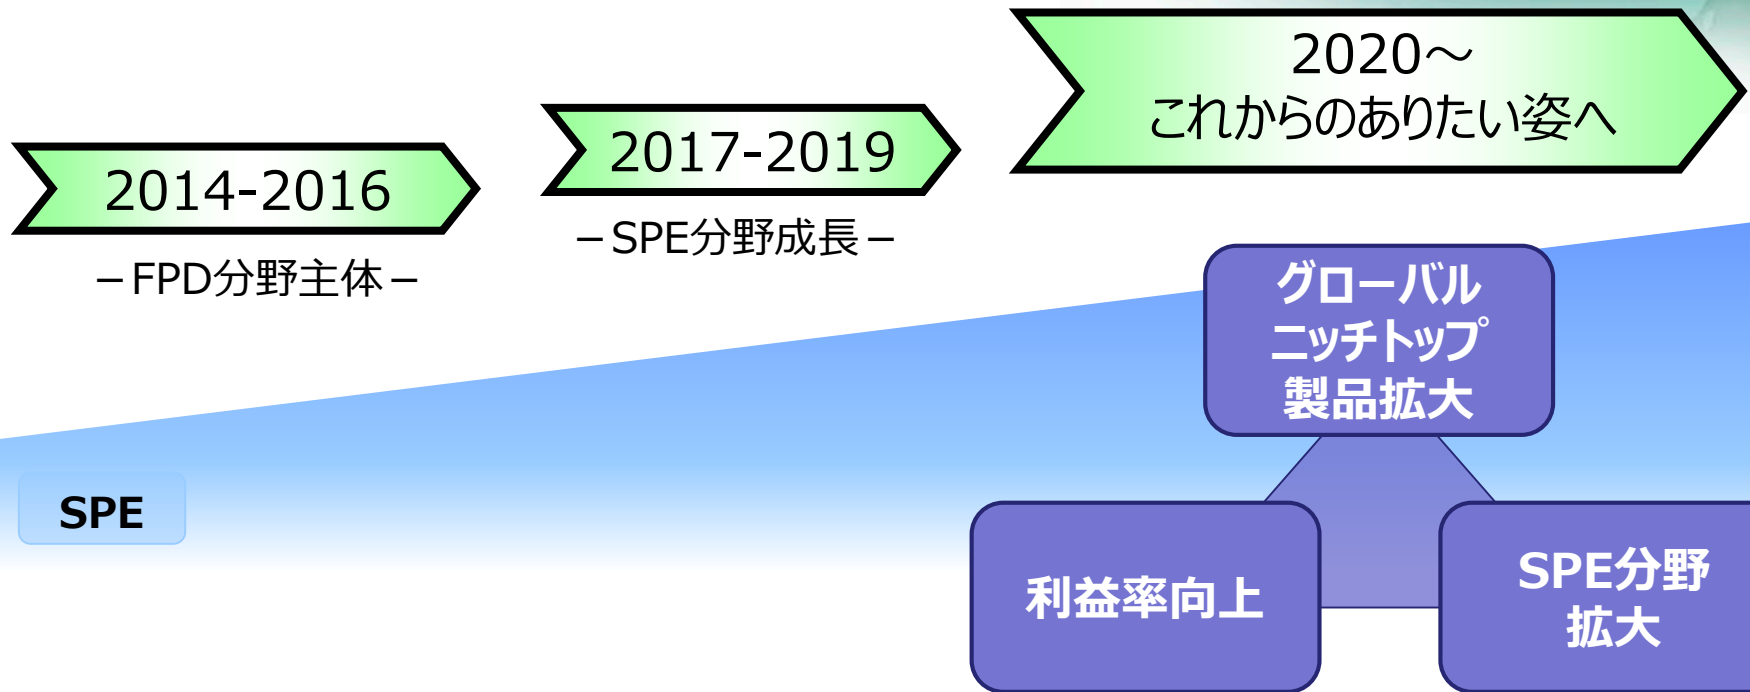 2014-2016
－FPD分野主体－
2017-2019
－SPE分野成長－
2020～
これからのありたい姿へ
グローバル
ニッチトップ
製品拡大
SPE
利益率向上
SPE分野
拡大